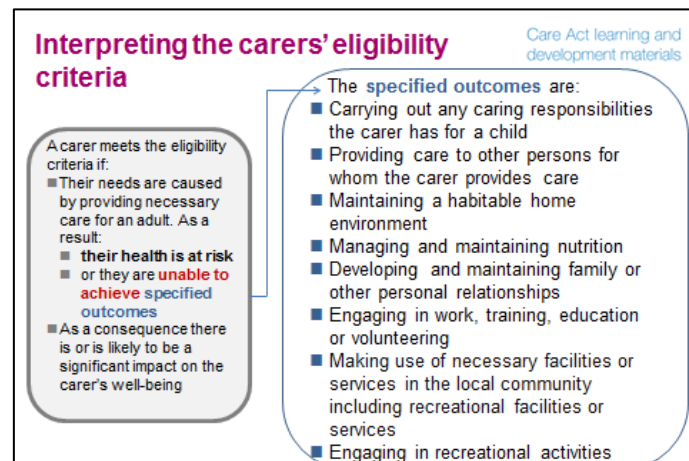 Interpreting the carers' eligibility
criteria
Care Act learning and
development materials
A carer meets the eligibility
criteria if:
Their needs are caused
by providing necessary
care for an adult. As a
result:
their health is at risk
or they are unable to
achieve specified
outcomes
As a consequence there
is or is likely to be a
significant impact on the
carer's well-being
The specified outcomes are:
Carrying out any caring responsibilities
the carer has for a child
Providing care to other persons for
whom the carer provides care
Maintaining a habitable home
environment
Managing and maintaining nutrition
Developing and maintaining family or
other personal relationships
Engaging in work, training, education
or volunteering
Making use of necessary facilities or
services in the local community
including recreational facilities or
services
Engaging in recreational activities